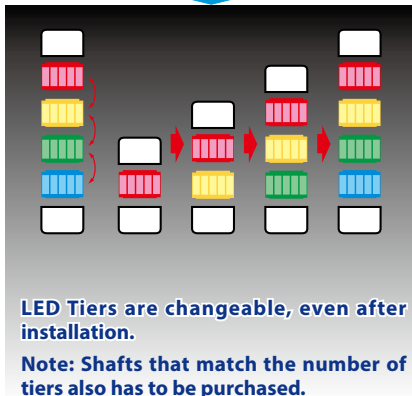 LED Tiers are changeable, even after
installation.
Note: Shafts that match the number of
tiers also has to be purchased.